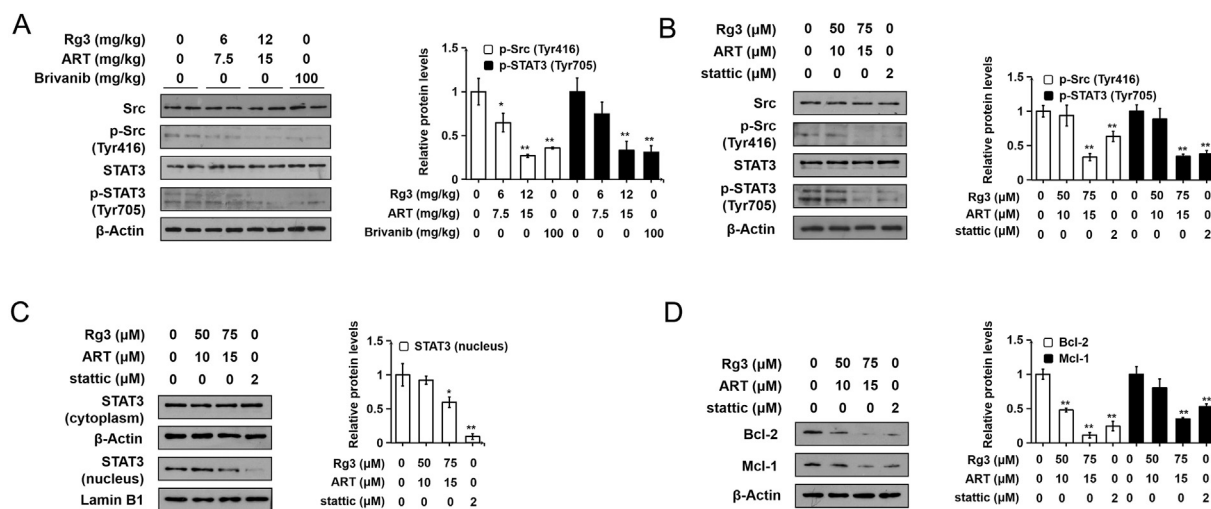 A
Rg3 (mg/kg) 0 6 12 0
ART (mg/kg) 0 7.5 15 0
Brivanib (mg/kg) 0 0 0 100
Src
p-Src
(Tyr416)
STAT3
p-STAT3
(Tyr705)
β-Actin
p-Src (Tyr416)
p-STAT3 (Tyr705)
Relative protein levels
1.5
1
0.5
0
* ** ** ** **
Rg3 (mg/kg) 0 6 12 0 0 6 12 0
ART (mg/kg) 0 7.5 15 0 0 7.5 15 0
Brivanib (mg/kg) 0 0 0 100 0 0 0 100
B
Rg3 (μM) 0 50 75 0
ART (μM) 0 10 15 0
stattic (μM) 0 0 0 2
Src
p-Src
(Tyr416)
STAT3
p-STAT3
(Tyr705)
β-Actin
p-Src (Tyr416)
p-STAT3 (Tyr705)
Relative protein levels
1.5
1
0.5
0
** ** ** **
Rg3 (μM) 0 50 75 0 0 50 75 0
ART (μM) 0 10 15 0 0 10 15 0
stattic (μM) 0 0 0 2 0 0 0 2
C
Rg3 (μM) 0 50 75 0
ART (μM) 0 10 15 0
stattic (μM) 0 0 0 2
STAT3
(cytoplasm)
β-Actin
STAT3
(nucleus)
Lamin B1
STAT3 (nucleus)
Relative protein levels
1.5
1
0.5
0
* **
Rg3 (μM) 0 50 75 0
ART (μM) 0 10 15 0
stattic (μM) 0 0 0 2
D
Rg3 (μM) 0 50 75 0
ART (μM) 0 10 15 0
stattic (μM) 0 0 0 2
Bcl-2
Mcl-1
β-Actin
Bcl-2
Mcl-1
Relative protein levels
1.5
1
0.5
0
** ** ** ** **
Rg3 (μM) 0 50 75 0 0 50 75 0
ART (μM) 0 10 15 0 0 10 15 0
stattic (μM) 0 0 0 2 0 0 0 2